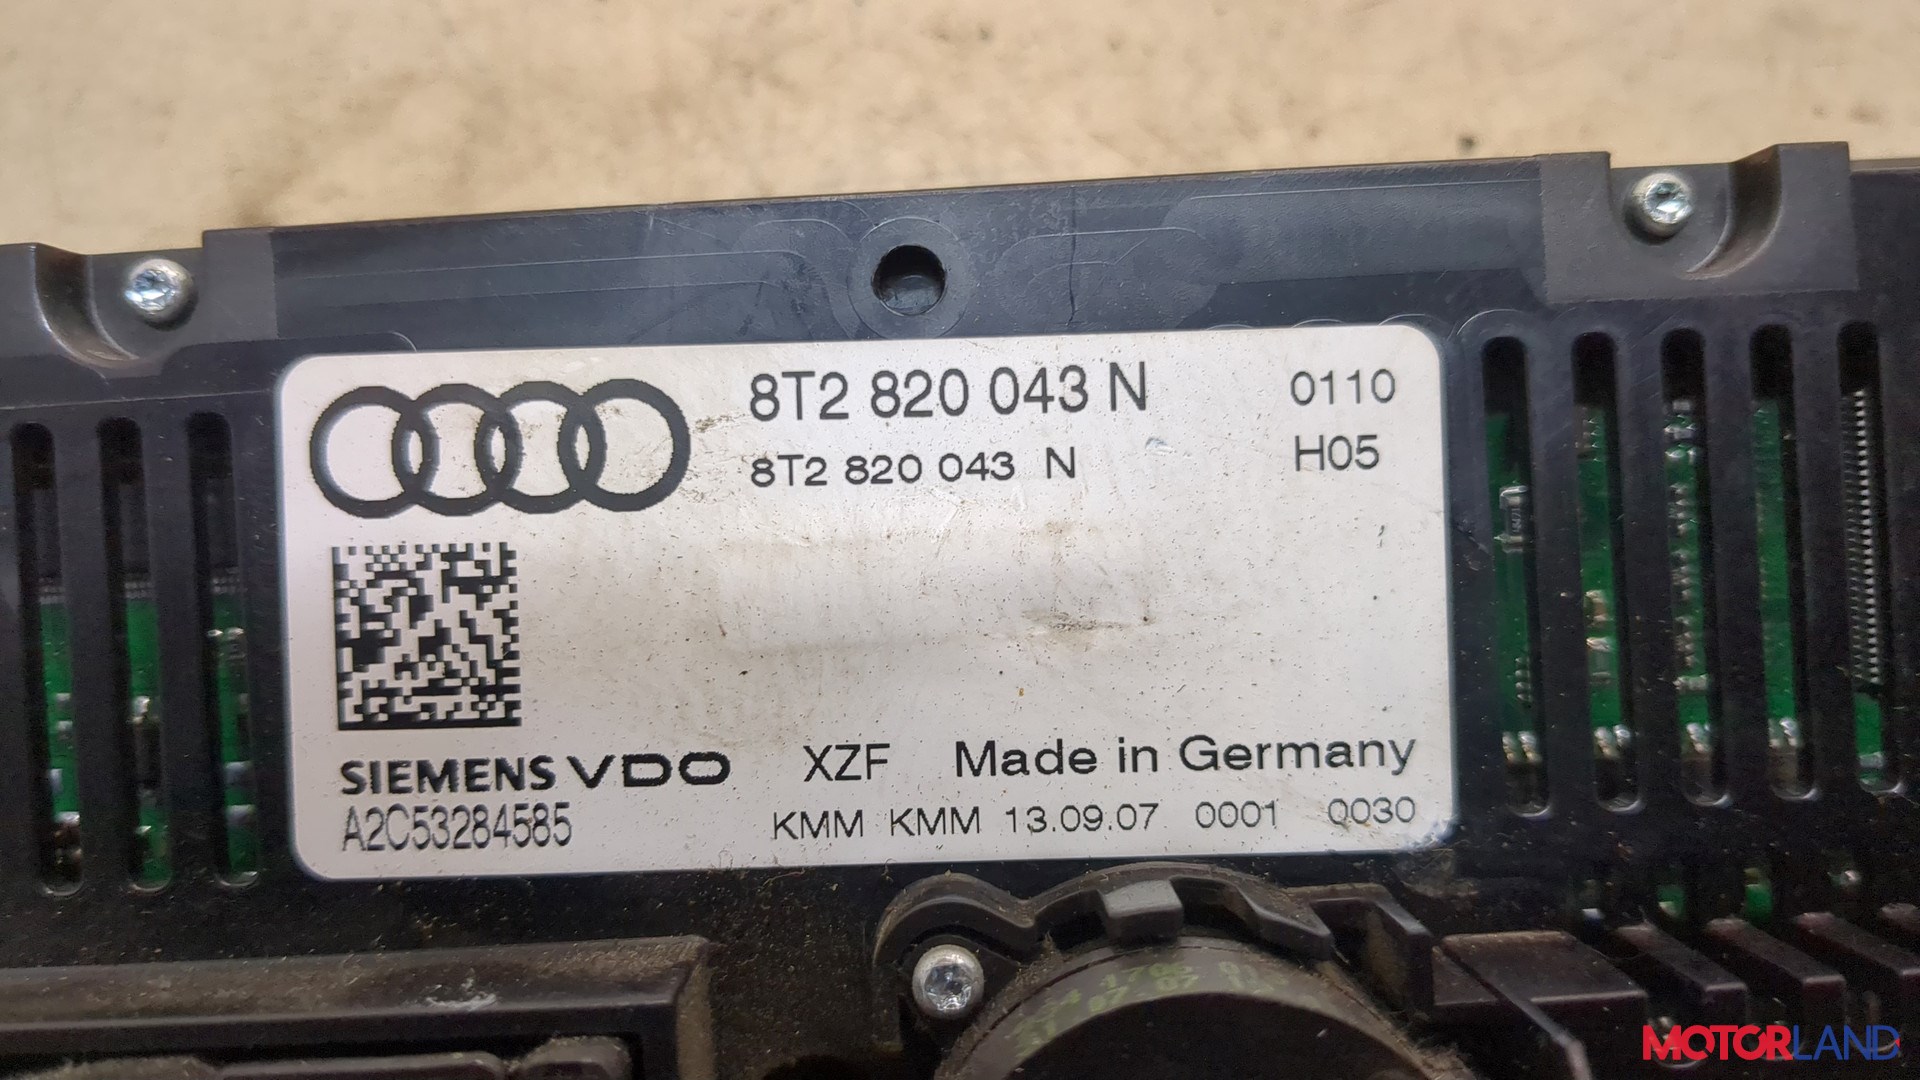 8T2 820 043 N 0110
8T2 820 043 N H05
SIEMENS VDO XZF Made in Germany
A2C53284585 KMM KMM 13.09.07 0001 0030
MOTORLAND